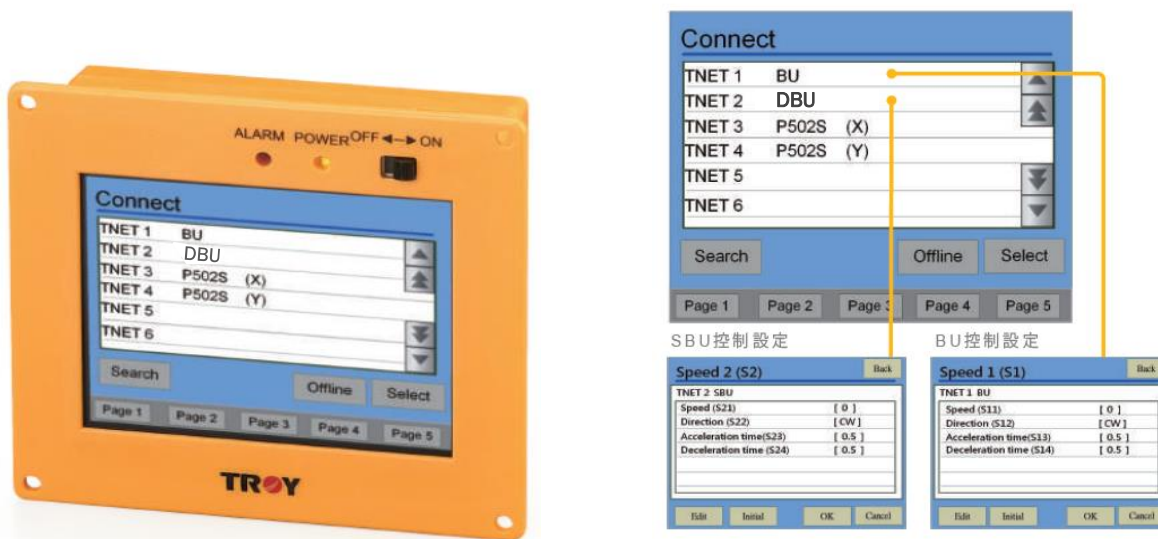 ALARM POWER OFF ◄─► ON
Connect
TNET 1 BU
TNET 2 DBU
TNET 3 P502S (X)
TNET 4 P502S (Y)
TNET 5
TNET 6
Search
Offline Select
Page 1 Page 2 Page 3 Page 4 Page 5
TROY
Connect
TNET 1 BU
TNET 2 DBU
TNET 3 P502S (X)
TNET 4 P502S (Y)
TNET 5
TNET 6
Search Offline Select
Page 1 Page 2 Page 3 Page 4 Page 5
SBU控制設定
Speed 2 (S2) Back
TNET 2 SBU
Speed (S21) [ 0 ]
Direction (S22) [ CW ]
Acceleration time(S23) [ 0.5 ]
Deceleration time (S24) [ 0.5 ]
Edit Initial OK Cancel
BU控制設定
Speed 1 (S1) Back
TNET 1 BU
Speed (S11) [ 0 ]
Direction (S12) [ CW ]
Acceleration time(S13) [ 0.5 ]
Deceleration time (S14) [ 0.5 ]
Edit Initial OK Cancel